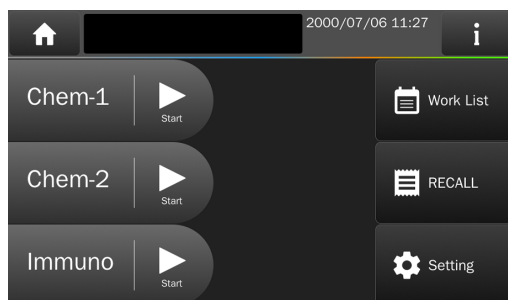 2000/07/06 11:27
i
Chem-1
Start
Work List
Chem-2
Start
RECALL
Immuno
Start
Setting